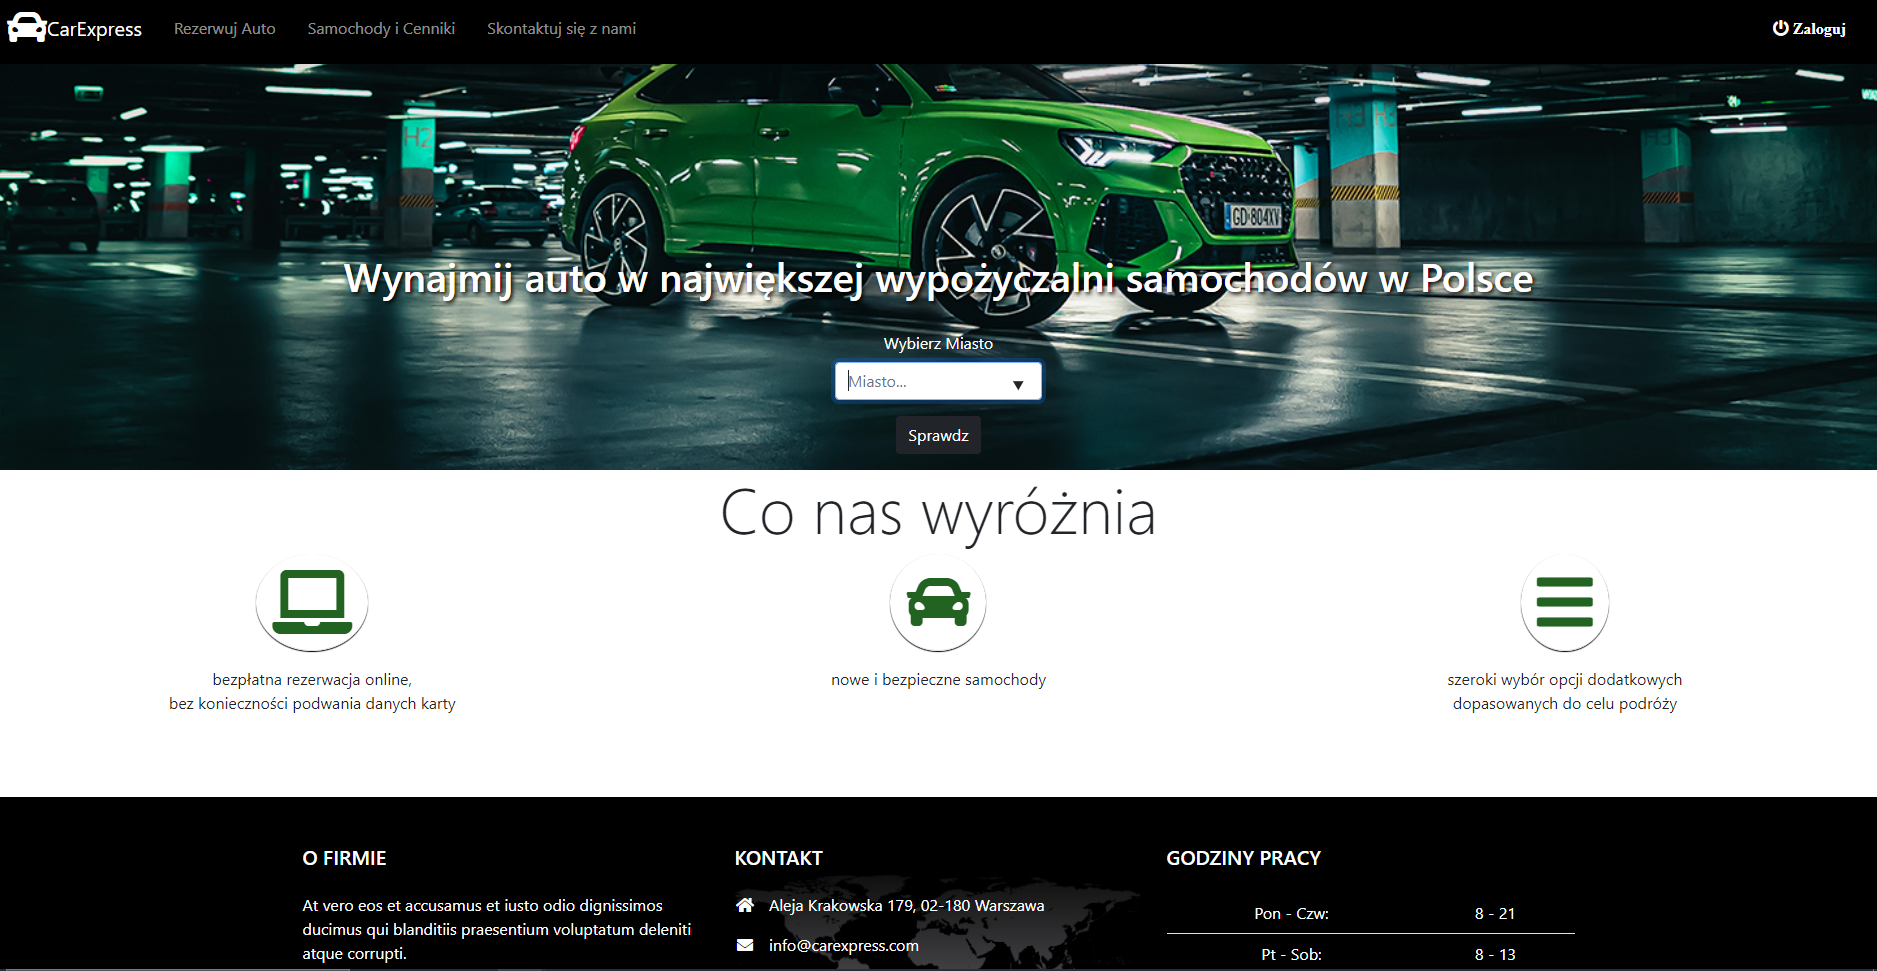 CarExpress
Rezerwuj Auto
Samochody i Cenniki
Skontaktuj się z nami
Zaloguj
H2
H3
GD 804XV
Wynajmij auto w największej wypożyczalni samochodów w Polsce
Wybierz Miasto
Miasto...
Sprawdz
Co nas wyróżnia
bezpłatna rezerwacja online,
bez konieczności podwania danych karty
nowe i bezpieczne samochody
szeroki wybór opcji dodatkowych
dopasowanych do celu podróży
O FIRMIE
At vero eos et accusamus et iusto odio dignissimos
ducimus qui blanditiis praesentium voluptatum deleniti
atque corrupti.
KONTAKT
Aleja Krakowska 179, 02-180 Warszawa
info@carexpress.com
GODZINY PRACY
Pon - Czw: 8 - 21
Pt - Sob: 8 - 13